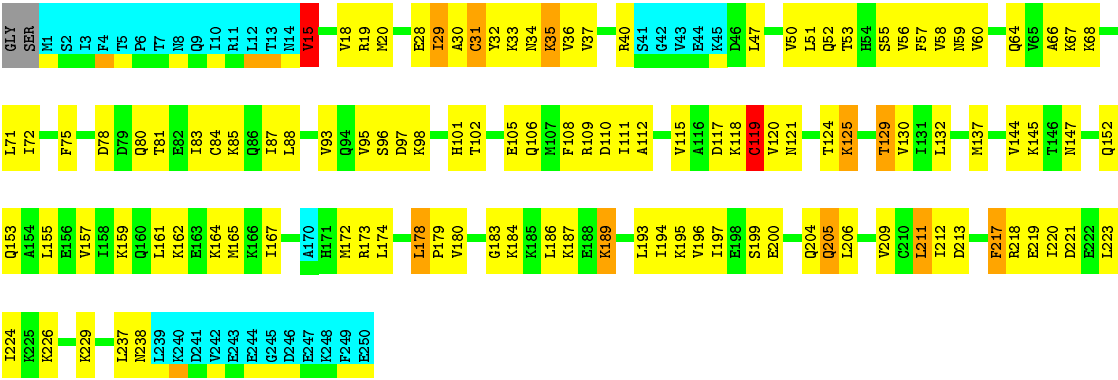 GLY SER M1 S2 I3 F4 T5 P6 T7 N8 Q9 I10 R11 L12 T13 N14 V15 V18 R19 M20 E28 I29 A30 C31 Y32 K33 N34 K35 V36 V37 R40 S41 G42 V43 E44 K45 D46 L47 V50 L51 Q52 T53 H54 S55 V56 F57 V58 N59 V60 Q64 V65 A66 K67 K68
L71 I72 F75 D78 D79 Q80 T81 E82 I83 C84 K85 Q86 I87 L88 V93 Q94 V95 S96 D97 K98 H101 T102 E105 Q106 M107 F108 R109 D110 I111 A112 V115 A116 D117 K118 C119 V120 N121 T124 K125 T129 V130 I131 L132 M137 V144 K145 T146 N147 Q152
Q153 A154 L155 E156 V157 I158 K159 Q160 L161 K162 E163 K164 M165 K166 I167 A170 H171 M172 R173 L174 L178 P179 V180 G183 K184 K185 L186 K187 E188 K189 L193 I194 K195 V196 I197 E198 S199 E200 Q204 Q205 L206 V209 C210 L211 I212 D213 F217 R218 E219 I220 D221 E222 L223
I224 K225 K226 K229 L237 N238 L239 K240 D241 V242 E243 E244 G245 D246 E247 K248 F249 E250